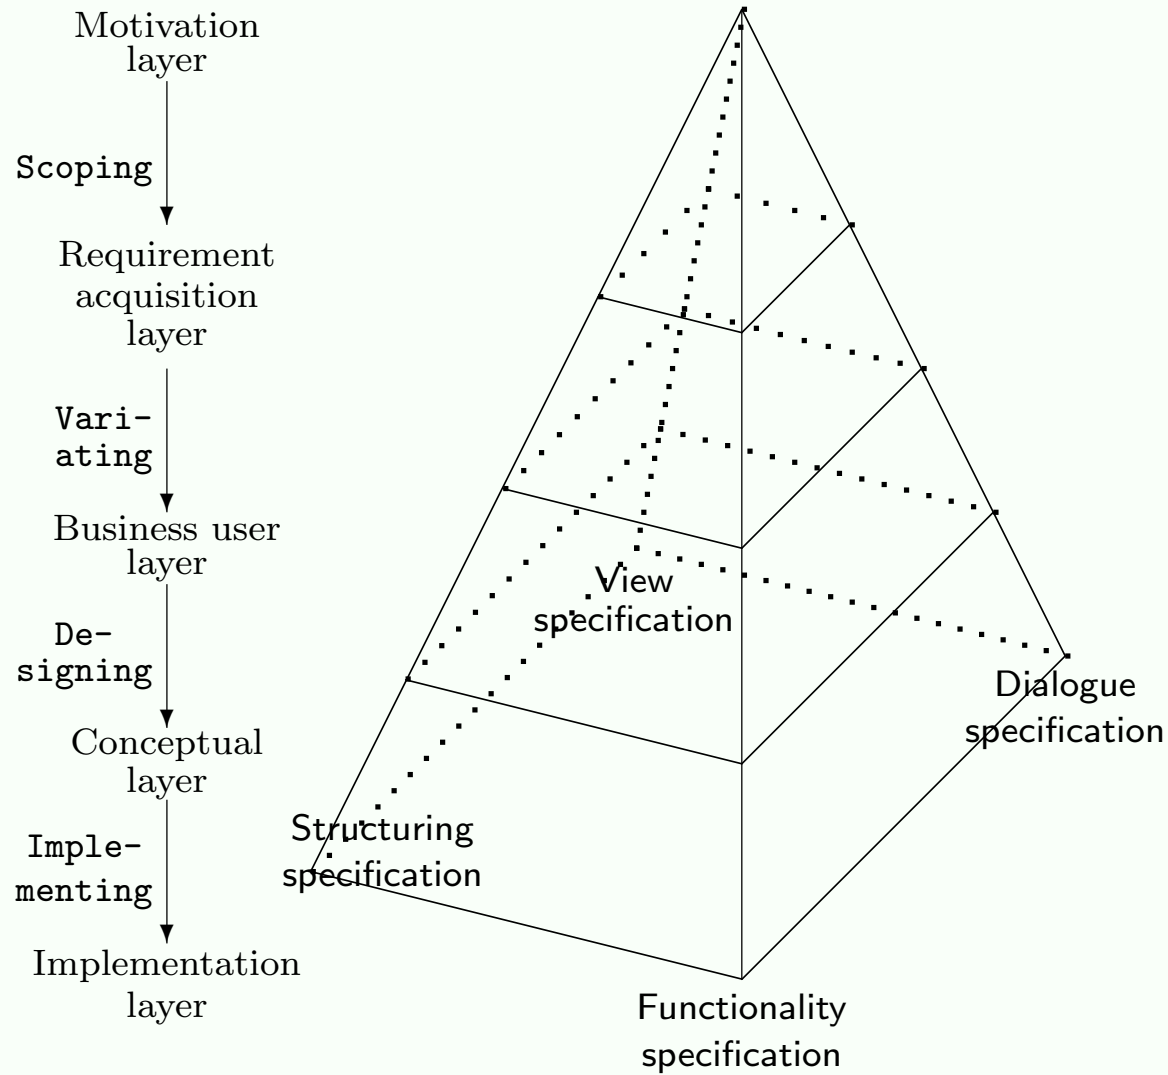 Motivation
layer
Scoping
Requirement
acquisition
layer
Vari-
ating
Business user
layer
De-
signing
Conceptual
layer
Imple-
menting
Implementation
layer
View
specification
Dialogue
specification
Structuring
specification
Functionality
specification